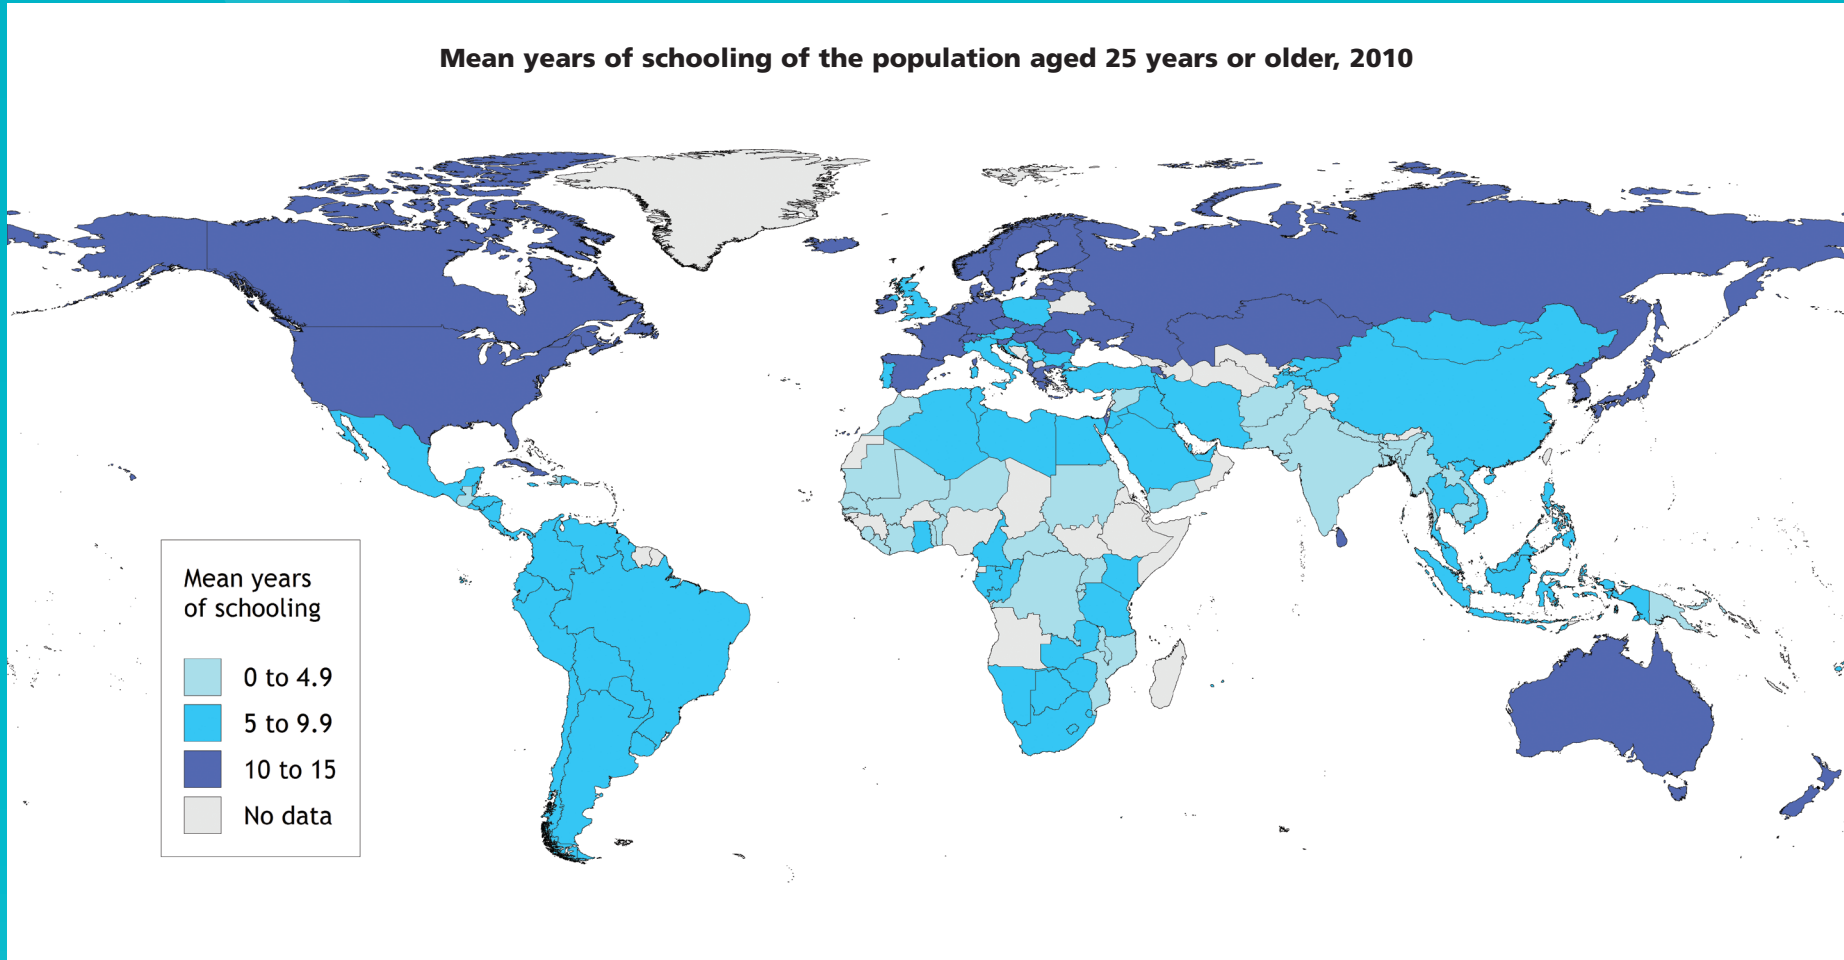 Mean years of schooling of the population aged 25 years or older, 2010
Mean years
of schooling
0 to 4.9
5 to 9.9
10 to 15
No data